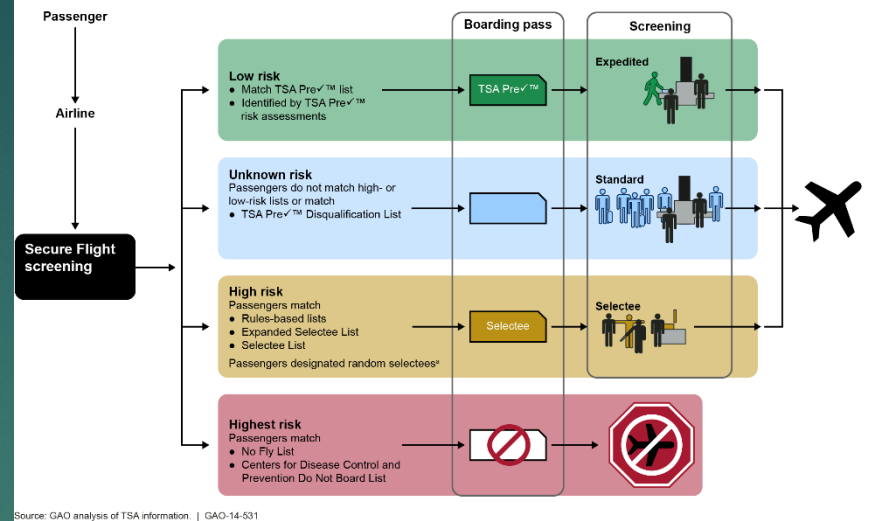 Passenger
Airline
Secure Flight
screening
Boarding pass
Screening
Low risk
● Match TSA Pre✓™ list
● Identified by TSA Pre✓™
risk assessments
TSA Pre✓™
Expedited
Unknown risk
Passengers do not match high- or
low-risk lists or match
● TSA Pre✓™ Disqualification List
Standard
High risk
Passengers match
● Rules-based lists
● Expanded Selectee List
● Selectee List
Passengers designated random selecteesª
Selectee
Selectee
Highest risk
Passengers match
● No Fly List
● Centers for Disease Control and
Prevention Do Not Board List
Source: GAO analysis of TSA information. | GAO-14-531